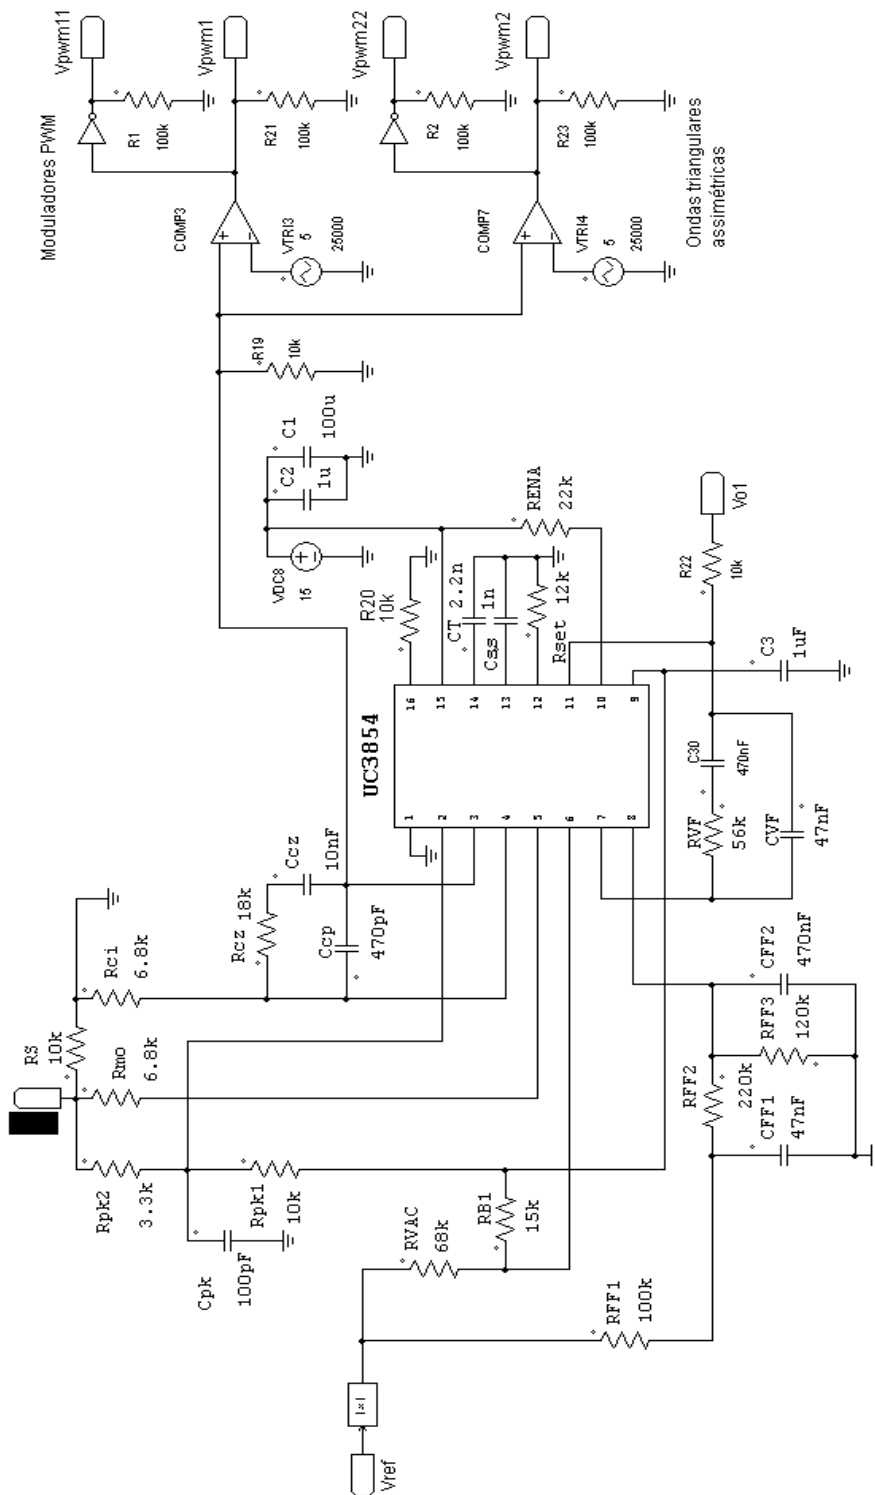 Moduladores PWM
Vpwm11
Vpwm1
Vpwm22
Vpwm2
R1
100k
R21
100k
R2
100k
R23
100k
COMP3
VTRI3
5
25000
COMP7
VTRI4
5
25000
Ondas triangulares
assimétricas
R19
10k
C1
100u
C2
1u
VDC8
15
RENA
22k
R20
10k
CT 2.2n
Css 1n
Rset 12k
R22
10k
Vo1
UC3854
16
15
14
13
12
11
10
9
1
2
3
4
5
6
7
8
C3
1uF
C30
470nF
RVF
56k
CVF
47nF
Ccz
10nF
Rcz 18k
Ccp
470pF
Rci
6.8k
RS
10k
Rmo
6.8k
Rpk2
3.3k
Rpk1
10k
Cpk
100pF
RVAC
68k
RB1
15k
RFF1
100k
RFF2
220k
RFF3
120k
CFF1
47nF
CFF2
470nF
|x|
Vref